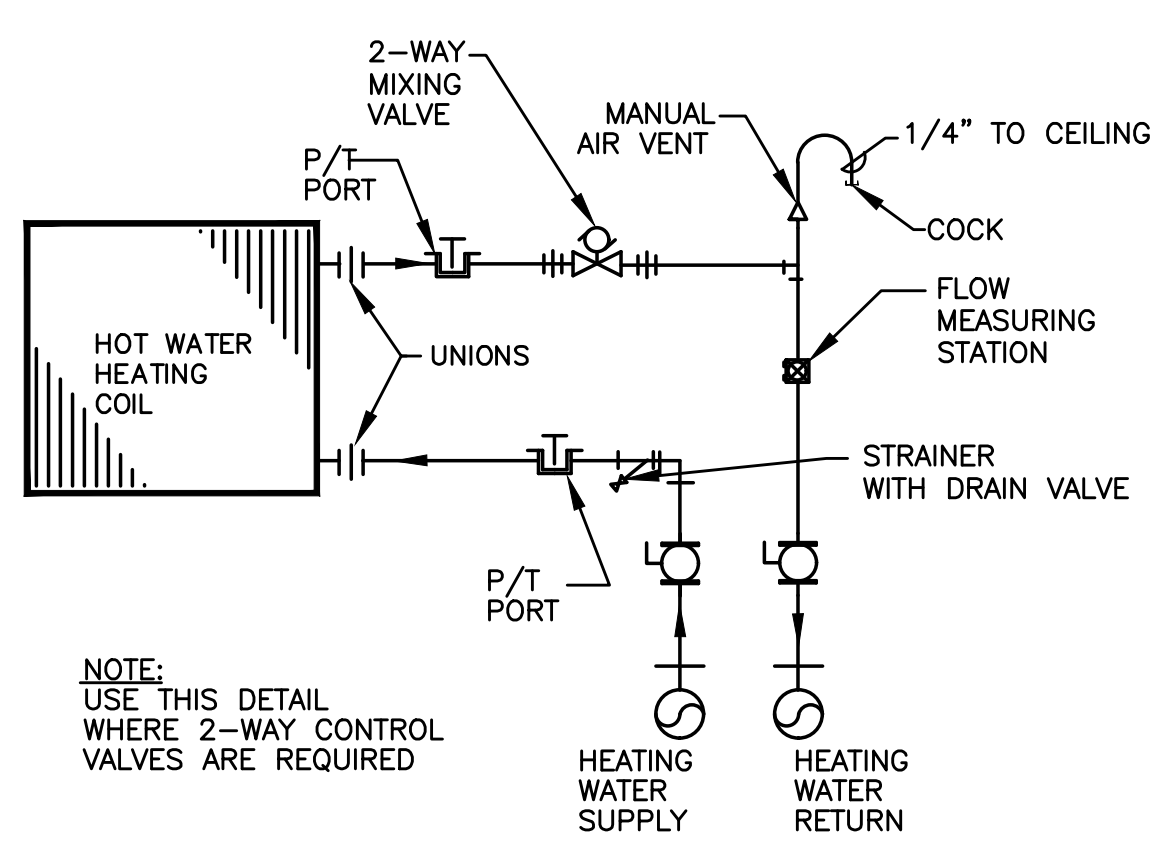 2-WAY
MIXING
VALVE
MANUAL
AIR VENT
1/4" TO CEILING
P/T
PORT
COCK
FLOW
MEASURING
STATION
HOT WATER
HEATING
COIL
UNIONS
STRAINER
WITH DRAIN VALVE
P/T
PORT
NOTE:
USE THIS DETAIL
WHERE 2-WAY CONTROL
VALVES ARE REQUIRED
HEATING
WATER
SUPPLY
HEATING
WATER
RETURN